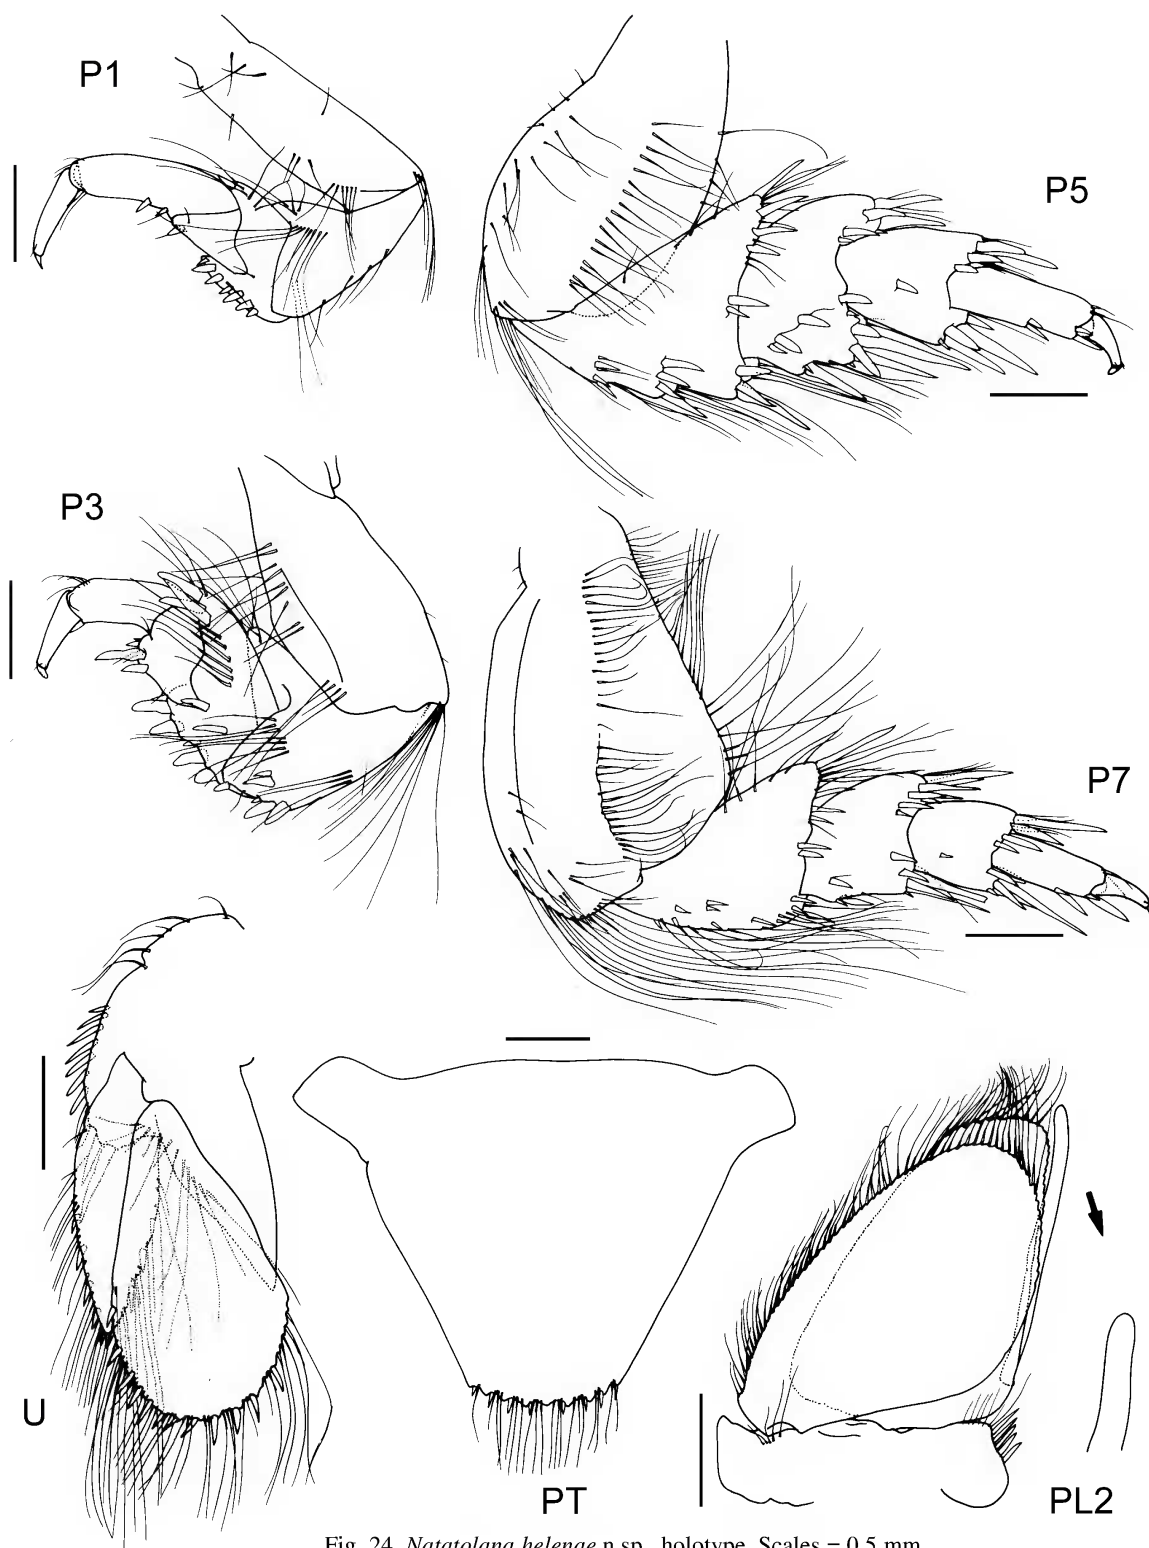 P1
P5
P3
P7
U
PT
PL2
Fig. 24. Natatolana helenae n.sp., holotype. Scales = 0.5 mm.